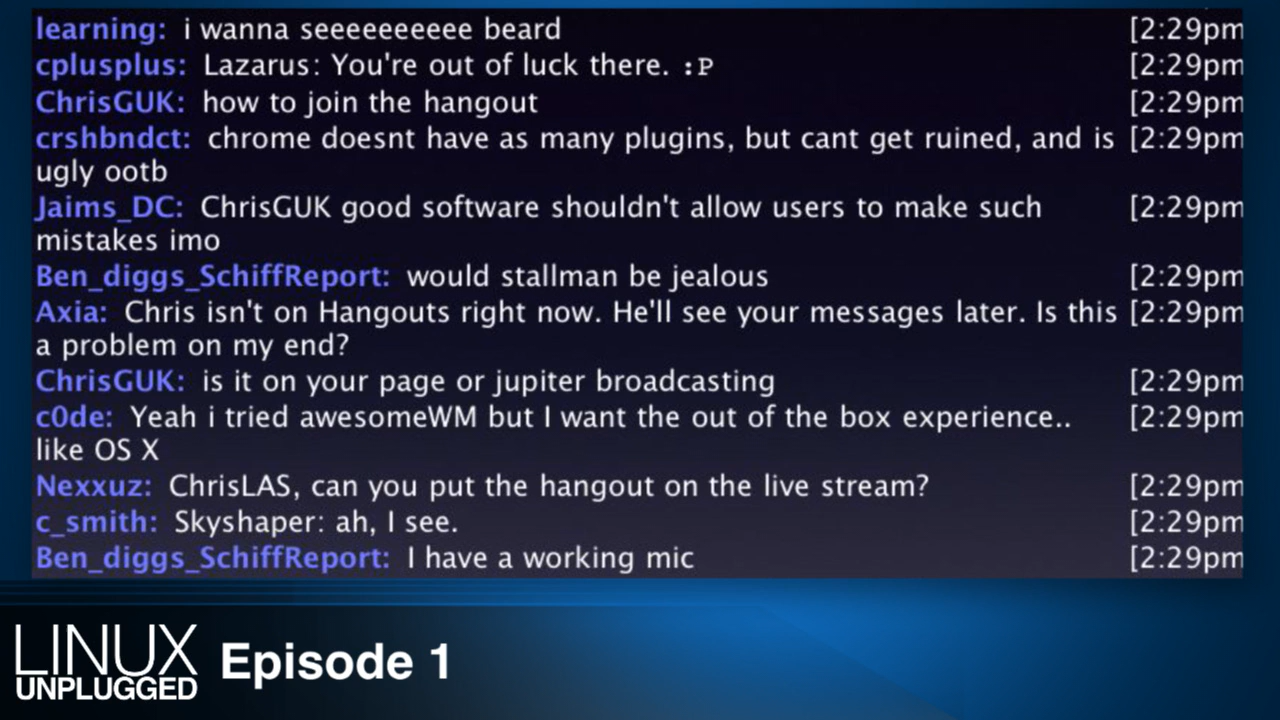 learning: i wanna seeeeeeeeee beard [2:29pm
cplusplus: Lazarus: You're out of luck there. :P [2:29pm
ChrisGUK: how to join the hangout [2:29pm
crshbndct: chrome doesnt have as many plugins, but cant get ruined, and is [2:29pm
ugly ootb
Jaims_DC: ChrisGUK good software shouldn't allow users to make such [2:29pm
mistakes imo
Ben_diggs_SchiffReport: would stallman be jealous [2:29pm
Axia: Chris isn't on Hangouts right now. He'll see your messages later. Is this [2:29pm
a problem on my end?
ChrisGUK: is it on your page or jupiter broadcasting [2:29pm
c0de: Yeah i tried awesomeWM but I want the out of the box experience.. [2:29pm
like OS X
Nexxuz: ChrisLAS, can you put the hangout on the live stream? [2:29pm
c_smith: Skyshaper: ah, I see. [2:29pm
Ben_diggs_SchiffReport: I have a working mic [2:29pm
LINUX
UNPLUGGED
Episode 1